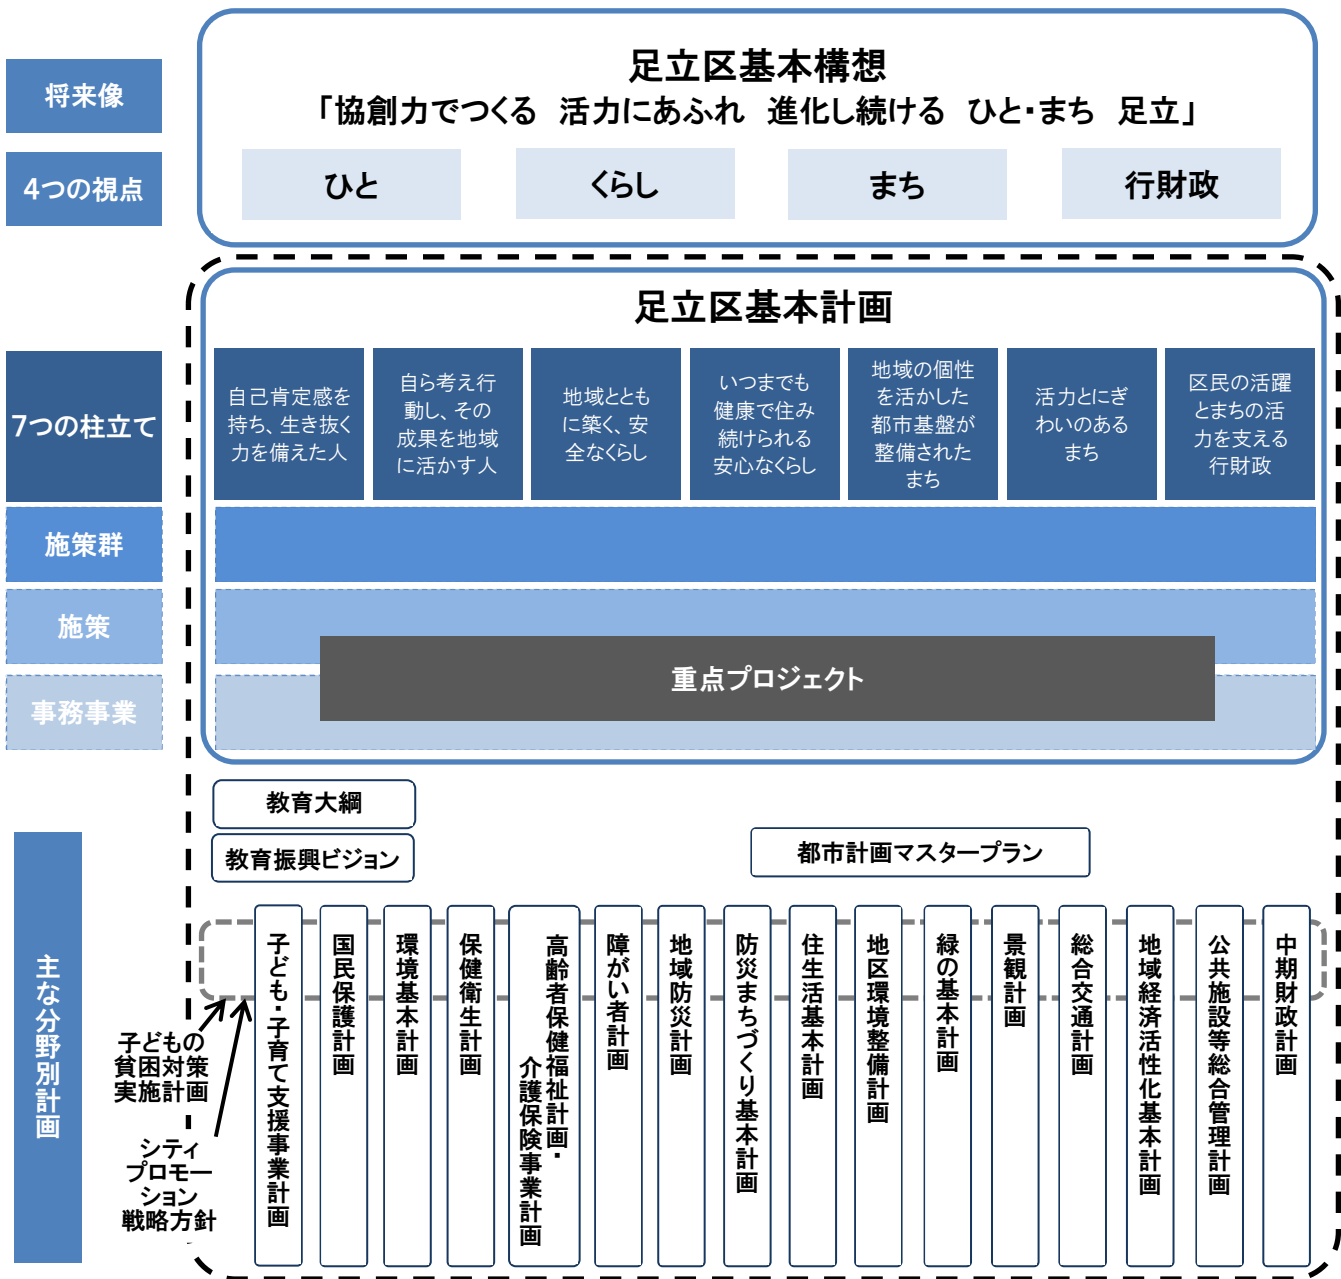 将来像
足立区基本構想
「協創力でつくる 活力にあふれ 進化し続ける ひと・まち 足立」
4つの視点
ひと
くらし
まち
行財政
足立区基本計画
7つの柱立て
自己肯定感を
持ち、生き抜く
力を備えた人
自ら考え行
動し、その
成果を地域
に活かす人
地域ととも
に築く、安
全なくらし
いつまでも
健康で住み
続けられる
安心なくらし
地域の個性
を活かした
都市基盤が
整備された
まち
活力とにぎ
わいのある
まち
区民の活躍
とまちの活
力を支える
行財政
施策群
施策
重点プロジェクト
事務事業
教育大綱
教育振興ビジョン
都市計画マスタープラン
主な分野別計画
子どもの
貧困対策
実施計画
シティ
プロモー
ション
戦略方針
子ども・子育て支援事業計画
国民保護計画
環境基本計画
保健衛生計画
高齢者保健福祉計画・
介護保険事業計画
障がい者計画
地域防災計画
防災まちづくり基本計画
住生活基本計画
地区環境整備計画
緑の基本計画
景観計画
総合交通計画
地域経済活性化基本計画
公共施設等総合管理計画
中期財政計画